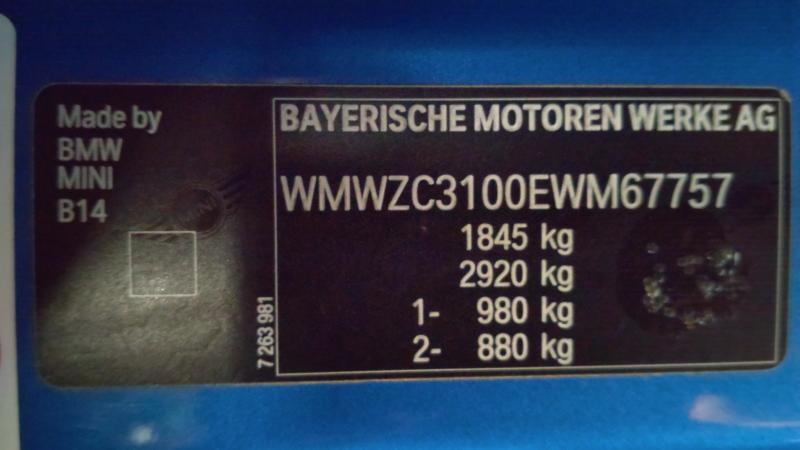 Made by
BMW
MINI
B14
7 263 981
BAYERISCHE MOTOREN WERKE AG
WMWZC3100EWM67757
1845 kg
2920 kg
1- 980 kg
2- 880 kg